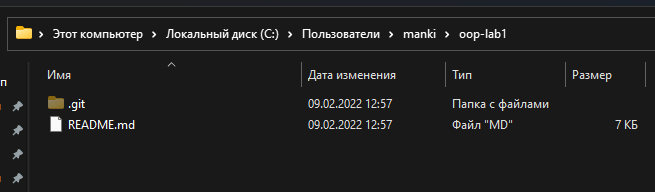 Этот компьютер > Локальный диск (C:) > Пользователи > manki > oop-lab1
п Имя Дата изменения Тип Размер
.git 09.02.2022 12:57 Папка с файлами
README.md 09.02.2022 12:57 Файл "MD" 7 КБ